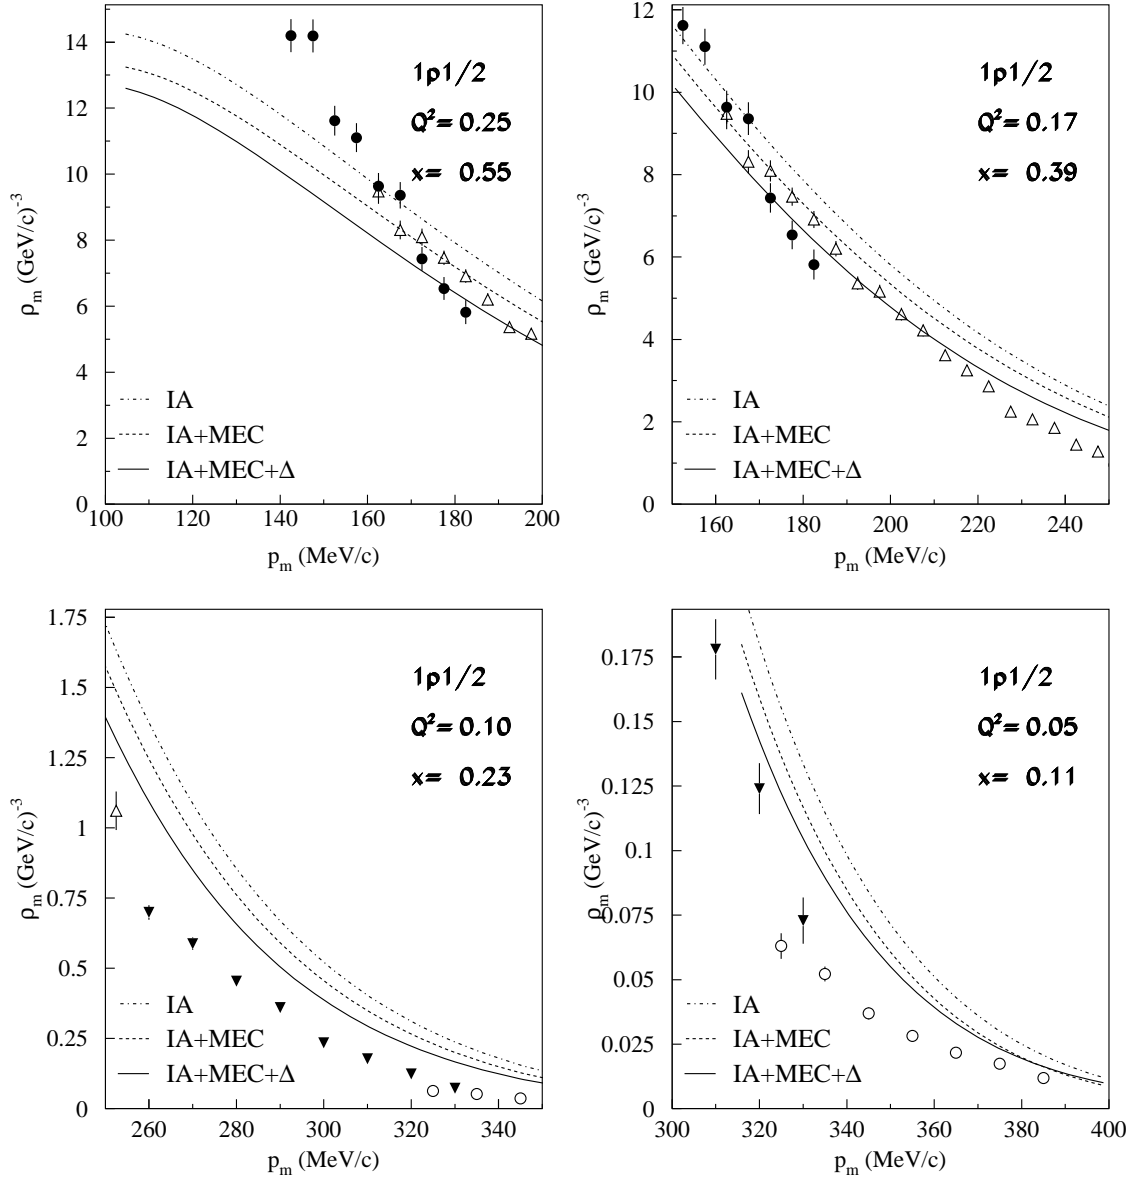 ρm (GeV/c)-3
14
12
10
8
6
4
2
0
1p1/2
Q²= 0.25
x= 0.55
IA
IA+MEC
IA+MEC+Δ
100 120 140 160 180 200
pm (MeV/c)
ρm (GeV/c)-3
12
10
8
6
4
2
0
1p1/2
Q²= 0.17
x= 0.39
IA
IA+MEC
IA+MEC+Δ
160 180 200 220 240
pm (MeV/c)
ρm (GeV/c)-3
1.75
1.5
1.25
1
0.75
0.5
0.25
0
1p1/2
Q²= 0.10
x= 0.23
IA
IA+MEC
IA+MEC+Δ
260 280 300 320 340
pm (MeV/c)
ρm (GeV/c)-3
0.175
0.15
0.125
0.1
0.075
0.05
0.025
0
1p1/2
Q²= 0.05
x= 0.11
IA
IA+MEC
IA+MEC+Δ
300 320 340 360 380 400
pm (MeV/c)